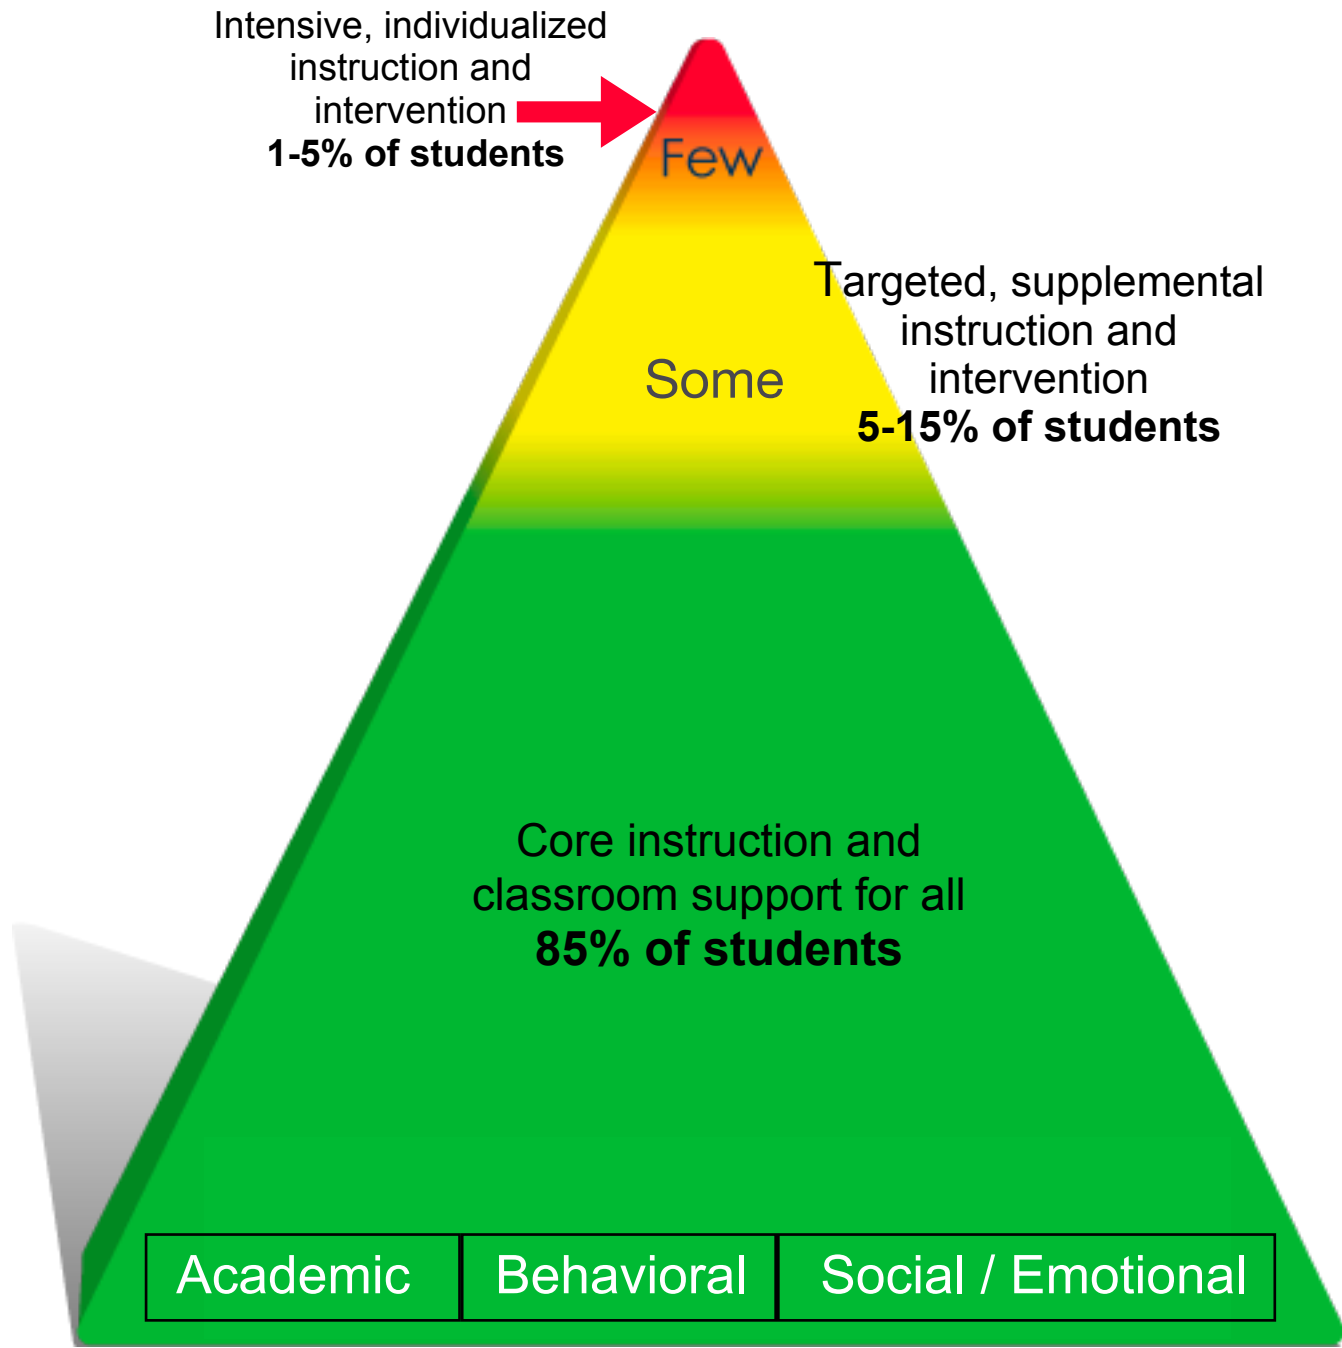 Intensive, individualized
instruction and
intervention
1-5% of students
Few
Targeted, supplemental
instruction and
intervention
5-15% of students
Some
Core instruction and
classroom support for all
85% of students
Academic
Behavioral
Social / Emotional